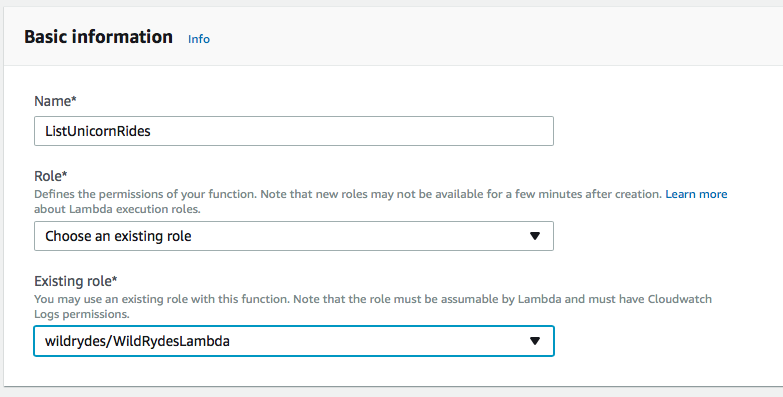 Basic information Info
Name*
ListUnicornRides
Role*
Defines the permissions of your function. Note that new roles may not be available for a few minutes after creation. Learn more
about Lambda execution roles.
Choose an existing role
Existing role*
You may use an existing role with this function. Note that the role must be assumable by Lambda and must have Cloudwatch
Logs permissions.
wildrydes/WildRydesLambda